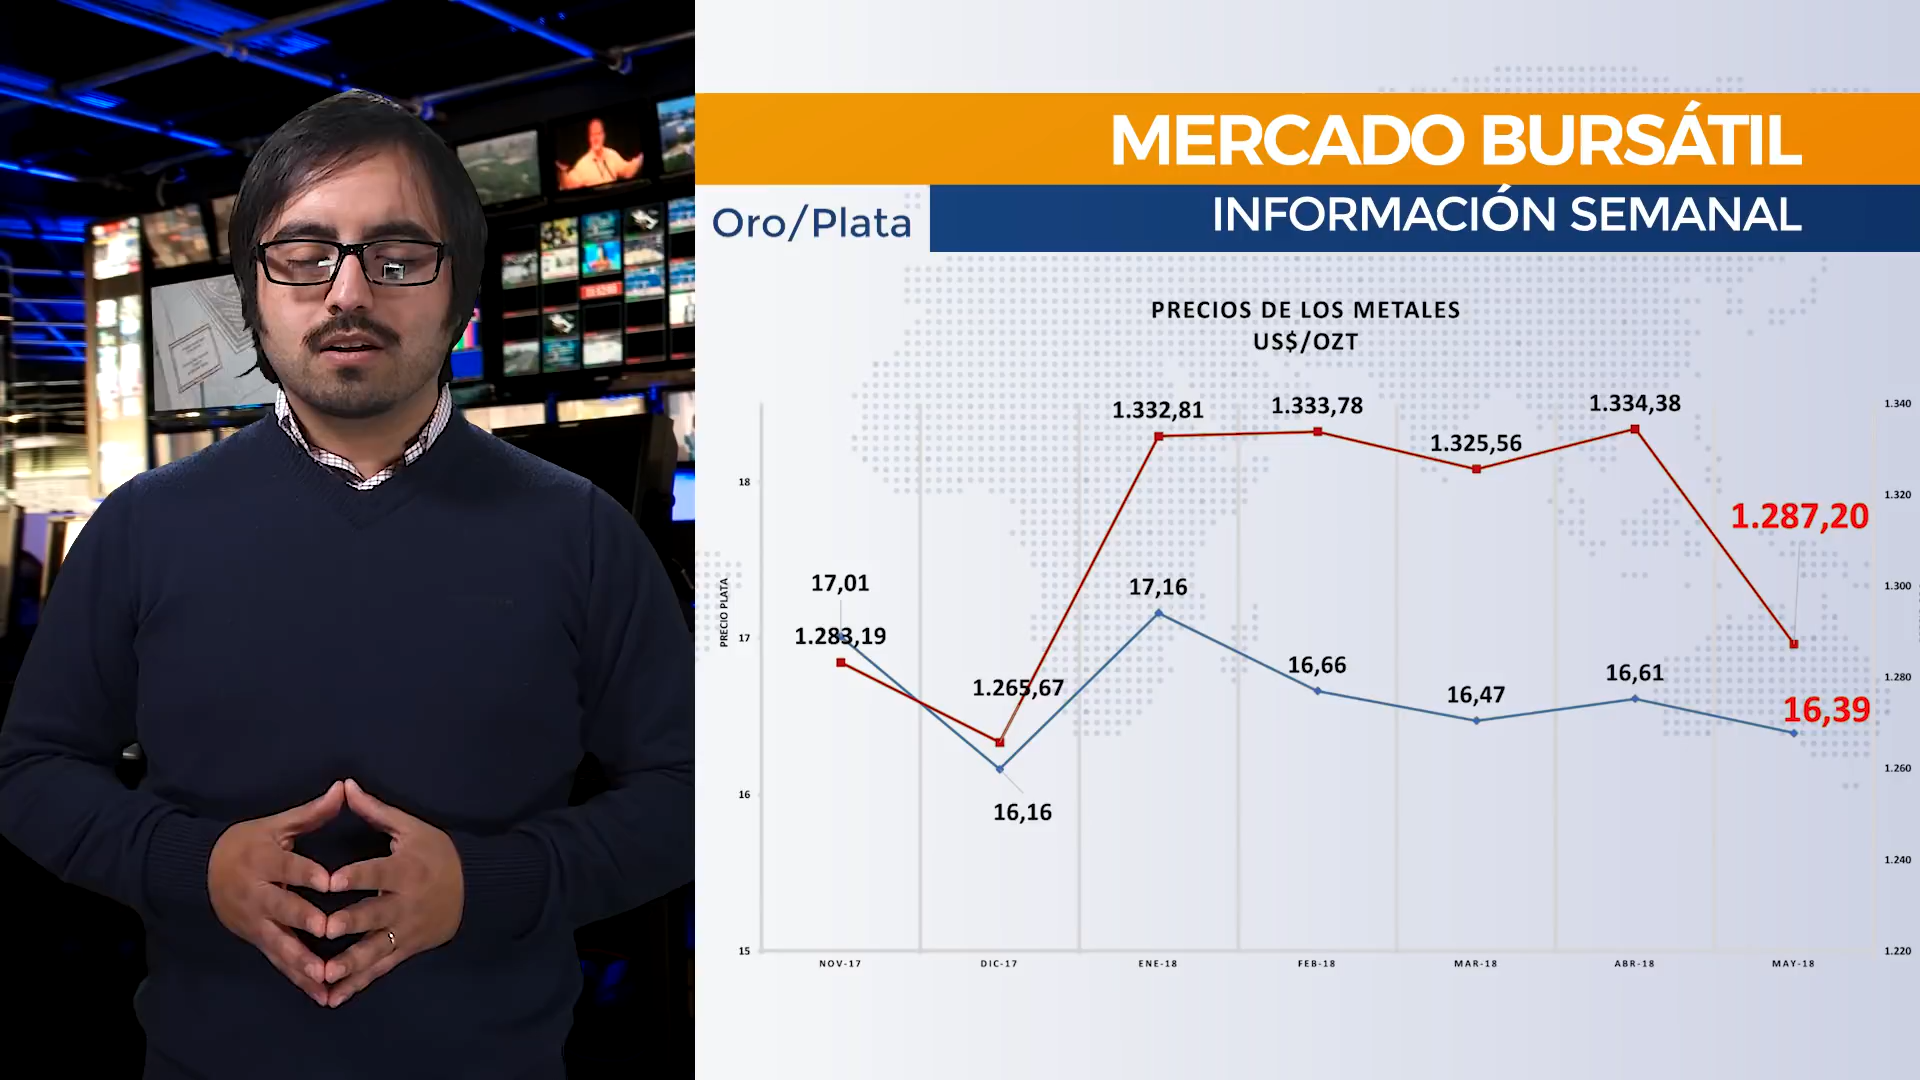 MERCADO BURSÁTIL
Oro/Plata
INFORMACIÓN SEMANAL
PRECIOS DE LOS METALES
US$/OZT
1.332,81
1.333,78
1.325,56
1.334,38
1.287,20
17,01
1.283,19
1.265,67
17,16
16,66
16,47
16,61
16,39
16,16
PRECIO PLATA
18
17
16
15
1.340
1.320
1.300
1.280
1.260
1.240
1.220
NOV-17
DIC-17
ENE-18
FEB-18
MAR-18
ABR-18
MAY-18